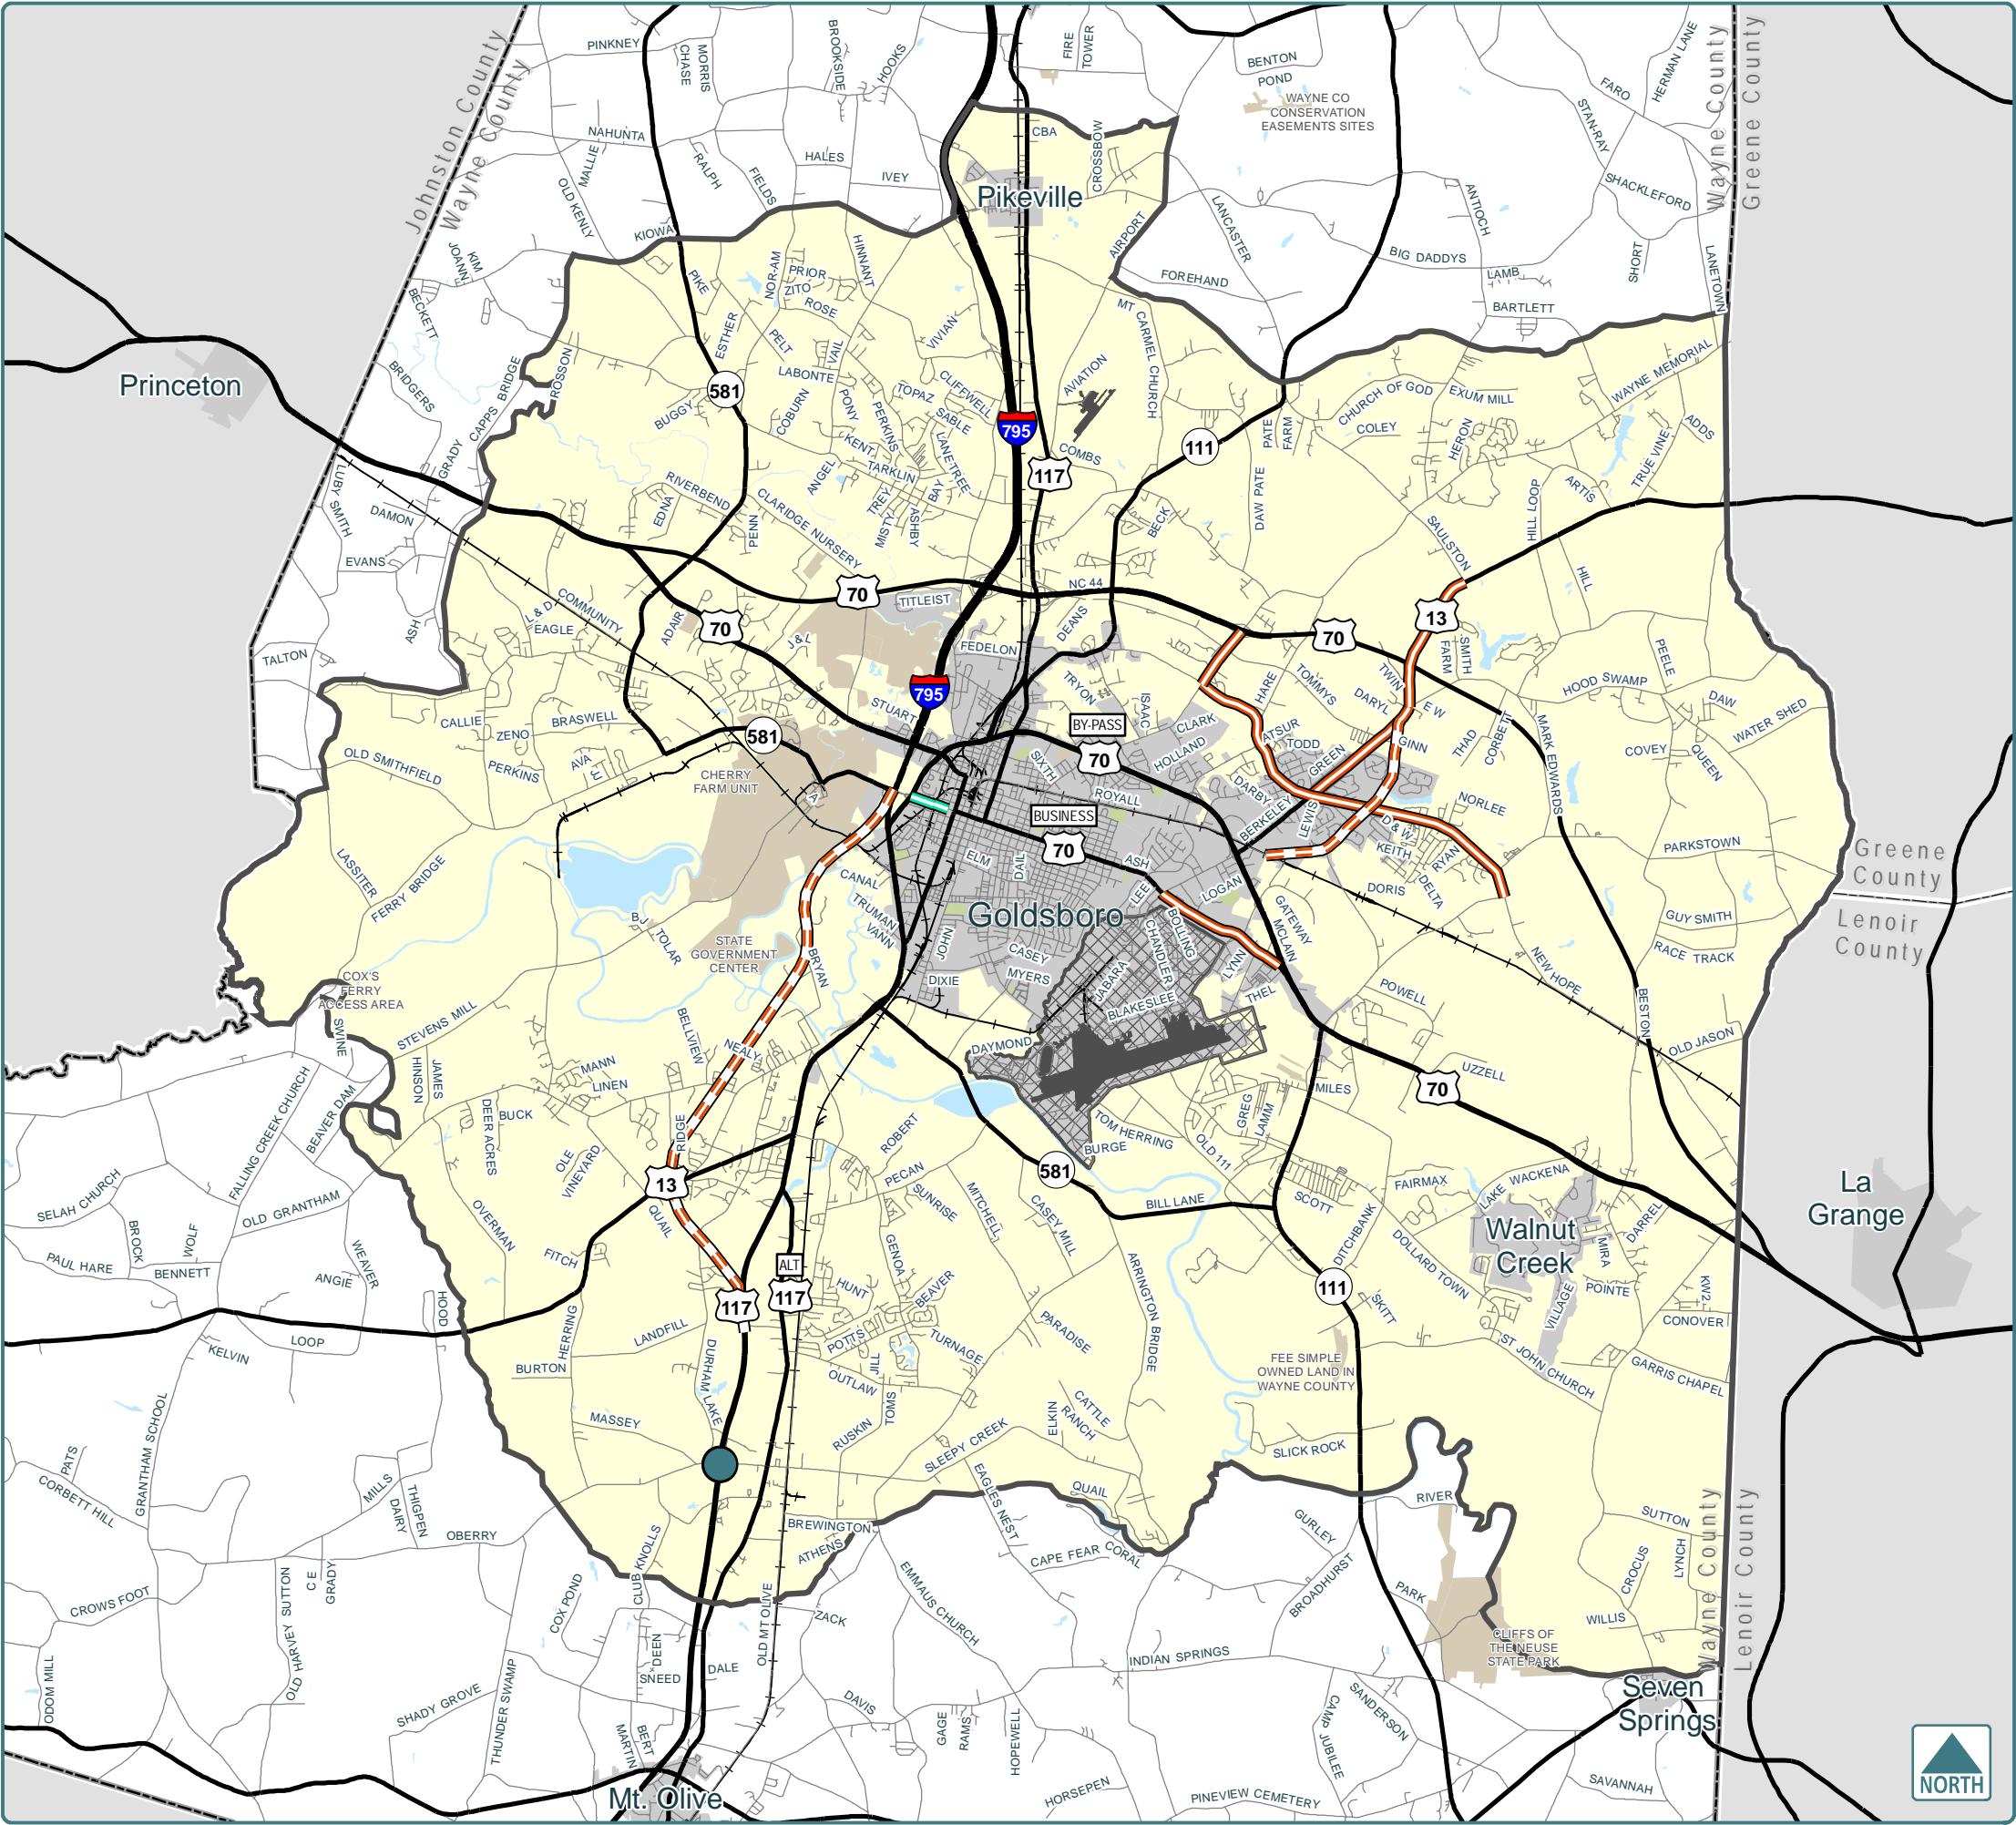 Johnston County
Wayne County
Wayne County
Greene County
PINKNEY
CHASE
MORRIS
BROOKSIDE
HOOKS
FIRE
TOWER
BENTON
POND
WAYNE CO
CONSERVATION
EASEMENTS SITES
FARO
HERMAN LANE
STAN-RAY
NAHUNTA
MALLIE
OLD KENLY
RALPH
FIELDS
HALES
IVEY
CBA
CROSSBOW
Pikeville
AIRPORT
LANCASTER
FOREHAND
ANTIOCH
SHACKLEFORD
BIG DADDYS
LAMB
SHORT
LANETOWN
BARTLETT
KIOWA
JOANN
KIM
BECKETT
BRIDGERS
CAPPS BRIDGE
GRADY
ROSSON
PIKE
NOR-AM
PRIOR
ZITO
ROSE
HINNANT
ESTHER
PELT
VAIL
VIVIAN
LABONTE
COBURN
PONY
PERKINS
TOPAZ
CLIFFWELL
SABLE
BUGGY
581
KENT
TARKLIN
LANETREE
ANGEL
TREY
BAY
MISTY
ASHBY
CLARIDGE NURSERY
RIVERBEND
EDNA
PENN
795
117
AVIATION
COMBS
MT CARMEL CHURCH
111
BECK
DAW PATE
PATE
FARM
CHURCH OF GOD
EXUM MILL
COLEY
HERON
WAYNE MEMORIAL
ADDS
TRUE VINE
ARTIS
HILL LOOP
HILL
SAULSTON
Princeton
LUBY SMITH
DAMON
EVANS
ASH
TALTON
L & D
EAGLE
COMMUNITY
ADAIR
J & L
70
70
TITLEIST
NC 44
DEANS
FEDELON
795
STUART
TRYON
ISAAC
CLARK
HOLLAND
BY-PASS
70
SIXTH
ROYALL
BUSINESS
70
70
13
SMITH
FARM
TWIN
DARYL
E W
HARE
TOMMYS
ATSUR
TODD
GREEN
GINN
THAD
CORBETT
MARK EDWARDS
DARBY
BERKELEY
LEWIS
D & W
KEITH
RYAN
NORLEE
DELTA
DORIS
HOOD SWAMP
PEELE
DAW
WATER SHED
COVEY
QUEEN
PARKSTOWN
GUY SMITH
RACE TRACK
Greene
County
Lenoir
County
CALLIE
ZENO
BRASWELL
OLD SMITHFIELD
PERKINS
AVA
LU
581
CHERRY
FARM UNIT
A
LASSITER
FERRY BRIDGE
B J
TOLAR
STATE
GOVERNMENT
CENTER
CANAL
TRUMAN
VANN
BRYAN
ELM
DAIL
ASH
LEE
LOGAN
Goldsboro
JOHN
CASEY
MYERS
DIXIE
BOLLING
CHANDLER
JABARA
BLAKESLEE
LYNN
THEL
GATEWAY
MCLAIN
DAYMOND
POWELL
NEW HOPE
BESTON
OLD JASON
UZZELL
MILES
70
COX'S
FERRY
ACCESS AREA
SWINE
STEVENS MILL
BELLVIEW
NEALY
HINSON
JAMES
MANN
LINEN
BUCK
DEER ACRES
OLE
VINEYARD
RIDGE
13
QUAIL
OVERMAN
FITCH
FALLING CREEK CHURCH
BEAVER DAM
SELAH CHURCH
OLD GRANTHAM
BROCK
WOLF
PAUL HARE
BENNETT
ANGIE
WEAVER
HOOD
LOOP
KELVIN
ROBERT
PECAN
SUNRISE
MITCHELL
CASEY MILL
581
BURGE
TOM HERRING
OLD 111
GREG
LAMM
BILL LANE
SCOTT
DITCHBANK
FAIRMAX
LAKE WACKENA
Walnut
Creek
MIRA
DARREL
DOLLARD TOWN
POINTE
KW2
CONOVER
VILLAGE
La
Grange
ALT
117
117
HUNT
GENOA
BEAVER
POTTS
JILL
TURNAGE
OUTLAW
TOMS
RUSKIN
PARADISE
ARRINGTON BRIDGE
111
SKITT
FEE SIMPLE
OWNED LAND IN
WAYNE COUNTY
ST JOHN CHURCH
GARRIS CHAPEL
LANDFILL
DURHAM LAKE
HERRING
BURTON
MASSEY
ELKIN
CATTLE
RANCH
SLEEPY CREEK
SLICK ROCK
EAGLES NEST
QUAIL
RIVER
GRANTHAM SCHOOL
PATS
CORBETT HILL
MILLS
DAIRY
THIGPEN
OBERRY
BREWINGTON
ATHENS
CAPE FEAR
CORAL
GURLEY
BROADHURST
PARK
SUTTON
LYNCH
CROCUS
WILLIS
CROWS FOOT
OLD HARVEY SUTTON
C E
GRADY
COX POND
CLUB KNOLLS
EMMAUS CHURCH
ZACK
OLD MT OLIVE
DEEN
DALE
SNEED
ODOM MILL
SHADY GROVE
THUNDER SWAMP
MARTIN
BERT
DAVIS
GAGE
RAMS
HOPEWELL
INDIAN SPRINGS
CAMP JUBILEE
SANDERSON
HORSEPEN
PINEVIEW CEMETERY
SAVANNAH
CLIFFS OF
THE NEUSE
STATE PARK
Seven
Springs
Mt. Olive
Wayne County
Lenoir County
NORTH